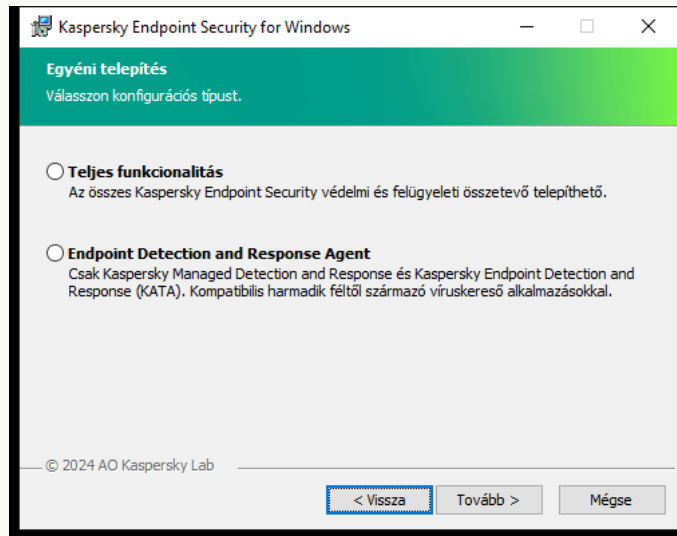 Kaspersky Endpoint Security for Windows
Egyéni telepítés
Válasszon konfigurációs típust.
Teljes funkcionalitás
Az összes Kaspersky Endpoint Security védelmi és felügyeleti összetevő telepíthető.
Endpoint Detection and Response Agent
Csak Kaspersky Managed Detection and Response és Kaspersky Endpoint Detection and
Response (KATA). Kompatibilis harmadik féltől származó víruskereső alkalmazásokkal.
© 2024 AO Kaspersky Lab
< Vissza Tovább > Mégse